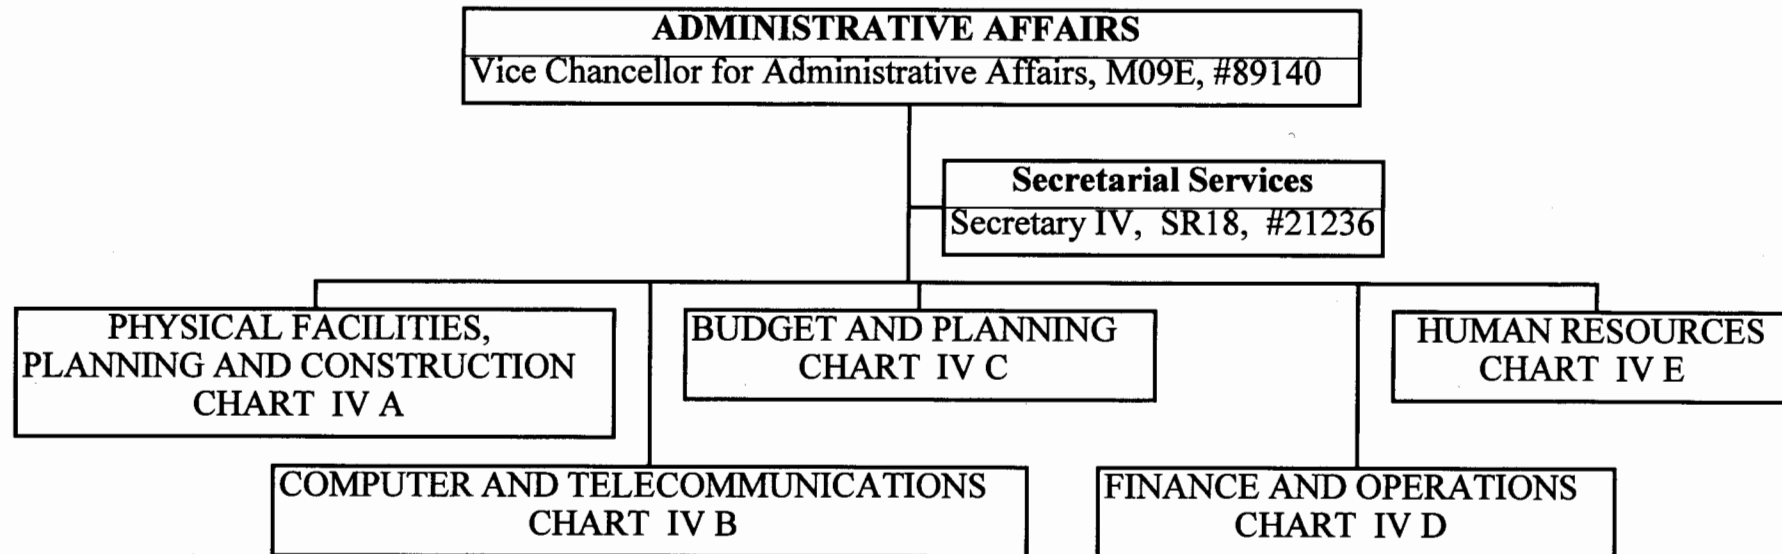 ADMINISTRATIVE AFFAIRS
Vice Chancellor for Administrative Affairs, M09E, #89140
Secretarial Services
Secretary IV, SR18, #21236
PHYSICAL FACILITIES,
PLANNING AND CONSTRUCTION
CHART IV A
BUDGET AND PLANNING
CHART IV C
HUMAN RESOURCES
CHART IV E
COMPUTER AND TELECOMMUNICATIONS
CHART IV B
FINANCE AND OPERATIONS
CHART IV D